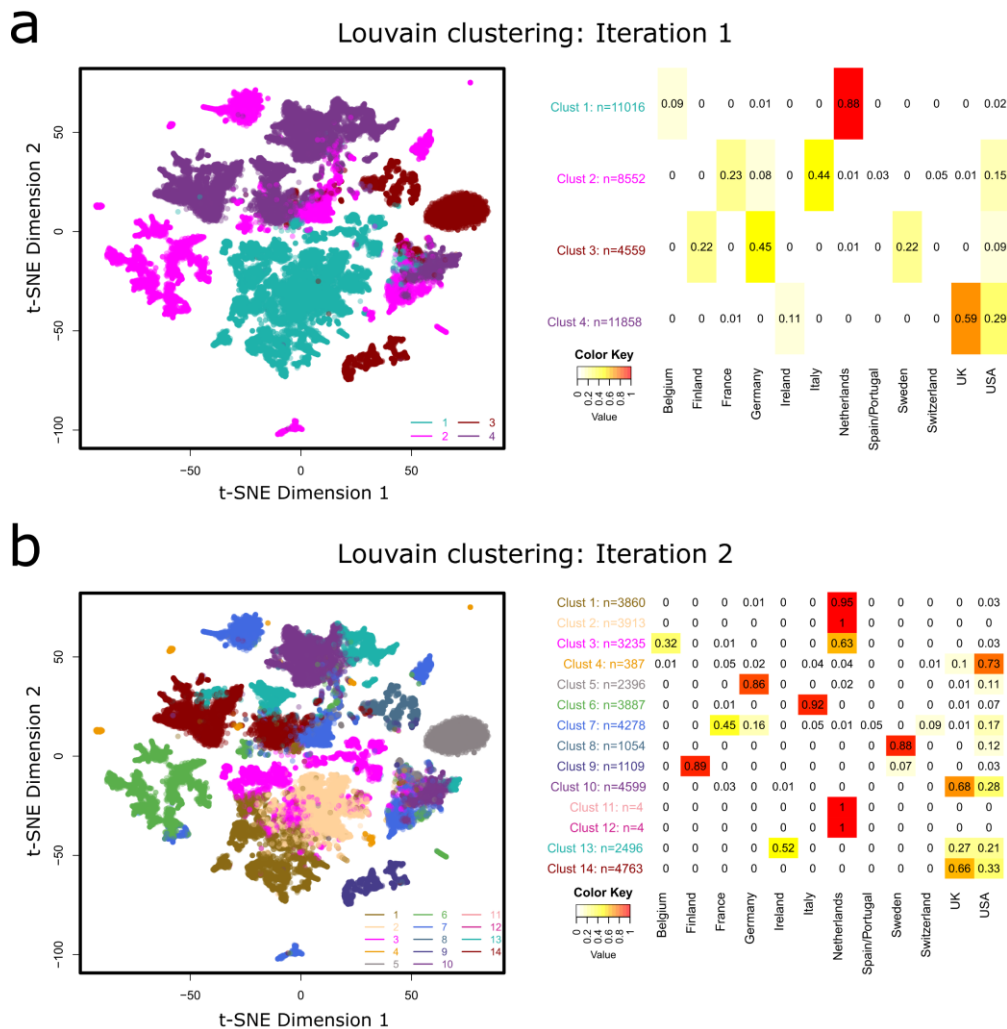 a
Louvain clustering: Iteration 1
t-SNE Dimension 2
50
0
−50
−100
−50 0 50
t-SNE Dimension 1
1 3
2 4
Clust 1: n=11016 0.09 0 0 0.01 0 0 0.88 0 0 0 0 0.02
Clust 2: n=8552 0 0 0.23 0.08 0 0.44 0.01 0.03 0 0.05 0.01 0.15
Clust 3: n=4559 0 0.22 0 0.45 0 0 0.01 0 0.22 0 0 0.09
Clust 4: n=11858 0 0 0.01 0 0.11 0 0 0 0 0 0.59 0.29
Color Key
0 0.2 0.4 0.6 0.8 1
Value
Belgium Finland France Germany Ireland Italy Netherlands Spain/Portugal Sweden Switzerland UK USA
b
Louvain clustering: Iteration 2
t-SNE Dimension 2
50
0
−50
−100
−50 0 50
t-SNE Dimension 1
1 6 11
2 7 12
3 8 13
4 9 14
5 10
Clust 1: n=3860 0 0 0 0.01 0 0 0.95 0 0 0 0 0.03
Clust 2: n=3913 0 0 0 0 0 0 1 0 0 0 0 0
Clust 3: n=3235 0.32 0 0.01 0 0 0 0.63 0 0 0 0 0.03
Clust 4: n=387 0.01 0 0.05 0.02 0 0.04 0.04 0 0 0.01 0.1 0.73
Clust 5: n=2396 0 0 0 0.86 0 0 0.02 0 0 0 0.01 0.11
Clust 6: n=3887 0 0 0.01 0 0 0.92 0 0 0 0 0.01 0.07
Clust 7: n=4278 0 0 0.45 0.16 0 0.05 0.01 0.05 0 0.09 0.01 0.17
Clust 8: n=1054 0 0 0 0 0 0 0 0 0.88 0 0 0.12
Clust 9: n=1109 0 0.89 0 0 0 0 0 0 0.07 0 0 0.03
Clust 10: n=4599 0 0 0.03 0 0.01 0 0 0 0 0 0.68 0.28
Clust 11: n=4 0 0 0 0 0 0 1 0 0 0 0 0
Clust 12: n=4 0 0 0 0 0 0 1 0 0 0 0 0
Clust 13: n=2496 0 0 0 0 0.52 0 0 0 0 0 0.27 0.21
Clust 14: n=4763 0 0 0 0 0 0 0 0 0 0 0.66 0.33
Color Key
0 0.2 0.4 0.6 0.8 1
Value
Belgium Finland France Germany Ireland Italy Netherlands Spain/Portugal Sweden Switzerland UK USA